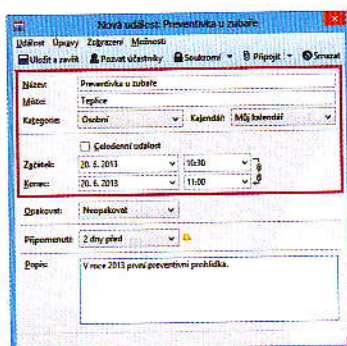 Nová událost: Preventivka u zubaře
Událost Úpravy Zobrazení Možnosti
Uložit a zavřít Pozvat účastníky Soukromí Připojit Smazat
Název: Preventivka u zubaře
Místo: Teplice
Kategorie: Osobní Kalendář: Můj kalendář
Celodenní událost
Začátek: 20. 6. 2013 10:30
Konec: 20. 6. 2013 11:00
Opakovat: Neopakovat
Připomenutí: 2 dny před
Popis: V roce 2013 první preventivní prohlídka.